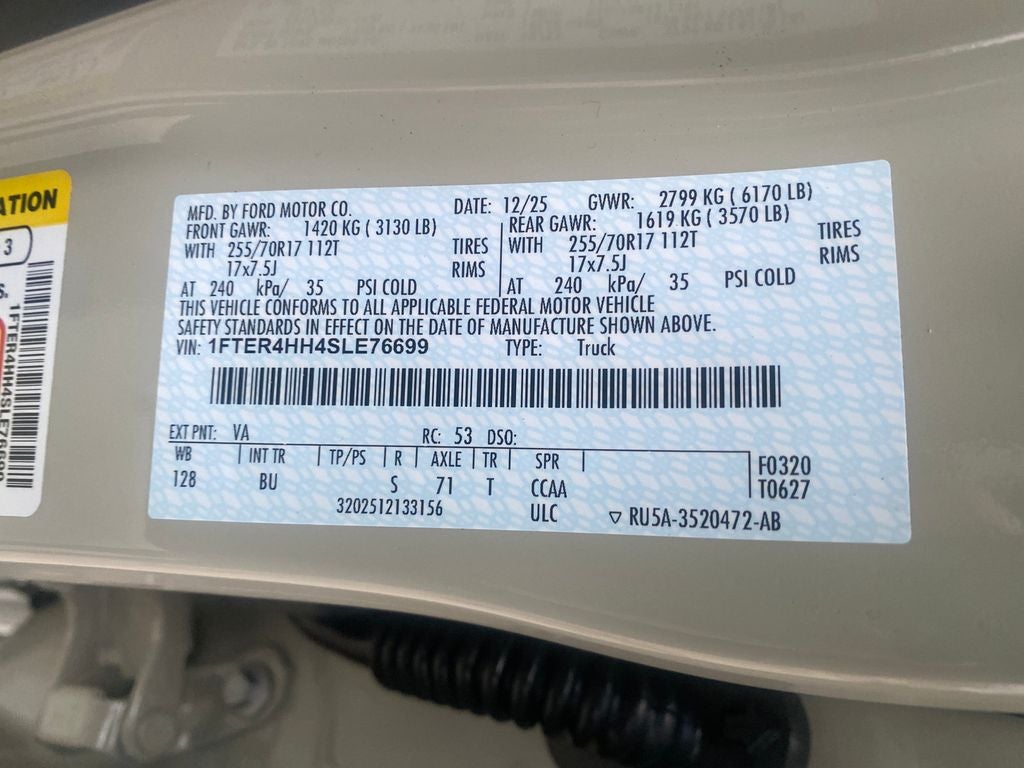 ATION
3
S.
1FTER4HH4SLE76699
MFD. BY FORD MOTOR CO. DATE: 12/25 GVWR: 2799 KG ( 6170 LB)
FRONT GAWR: 1420 KG ( 3130 LB) REAR GAWR: 1619 KG ( 3570 LB)
WITH 255/70R17 112T TIRES WITH 255/70R17 112T TIRES
17x7.5J RIMS 17x7.5J RIMS
AT 240 kPa/ 35 PSI COLD AT 240 kPa/ 35 PSI COLD
THIS VEHICLE CONFORMS TO ALL APPLICABLE FEDERAL MOTOR VEHICLE
SAFETY STANDARDS IN EFFECT ON THE DATE OF MANUFACTURE SHOWN ABOVE.
VIN: 1FTER4HH4SLE76699 TYPE: Truck
EXT PNT: VA RC: 53 DSO:
WB INT TR TP/PS R AXLE TR SPR F0320
128 BU S 71 T CCAA T0627
3202512133156 ULC ▽ RU5A-3520472-AB